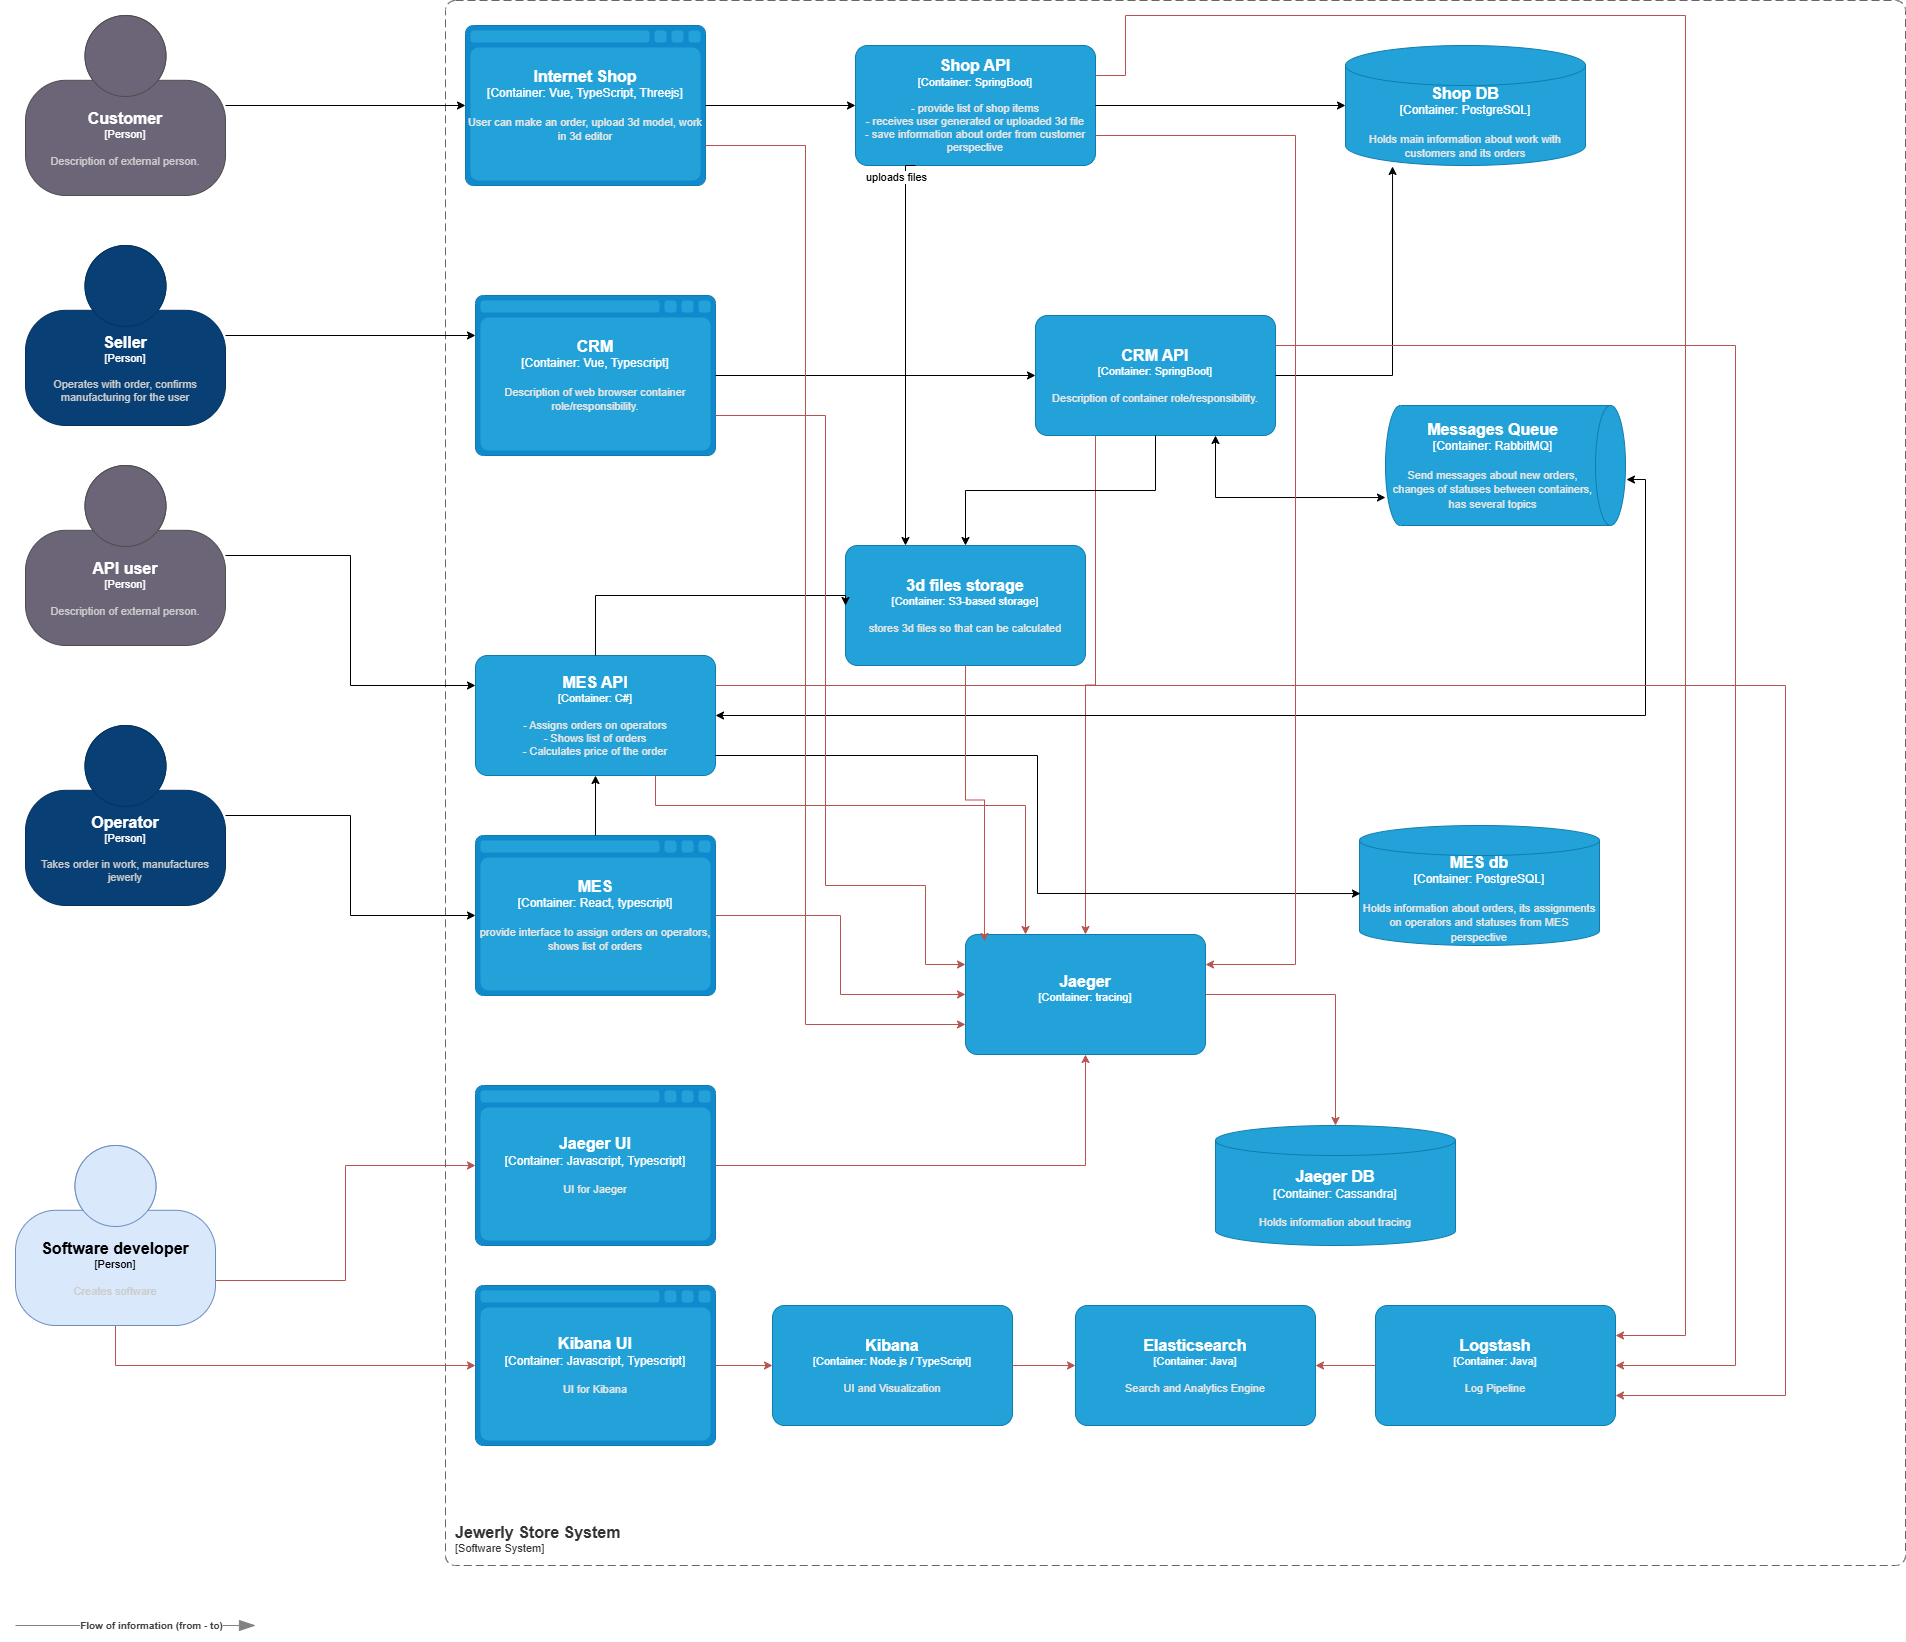 Customer
[Person]
Description of external person.
Internet Shop
[Container: Vue, TypeScript, Threejs]
User can make an order, upload 3d model, work
in 3d editor
Shop API
[Container: SpringBoot]
- provide list of shop items
- receives user generated or uploaded 3d file
- save information about order from customer
perspective
uploads files
Shop DB
[Container: PostgreSQL]
Holds main information about work with
customers and its orders
Seller
[Person]
Operates with order, confirms
manufacturing for the user
CRM
[Container: Vue, Typescript]
Description of web browser container
role/responsibility.
CRM API
[Container: SpringBoot]
Description of container role/responsibility.
Messages Queue
[Container: RabbitMQ]
Send messages about new orders,
changes of statuses between containers,
has several topics
API user
[Person]
Description of external person.
3d files storage
[Container: S3-based storage]
stores 3d files so that can be calculated
MES API
[Container: C#]
- Assigns orders on operators
- Shows list of orders
- Calculates price of the order
Operator
[Person]
Takes order in work, manufactures
jewerly
MES
[Container: React, typescript]
provide interface to assign orders on operators,
shows list of orders
MES db
[Container: PostgreSQL]
Holds information about orders, its assignments
on operators and statuses from MES
perspective
Jaeger
[Container: tracing]
Jaeger UI
[Container: Javascript, Typescript]
UI for Jaeger
Jaeger DB
[Container: Cassandra]
Holds information about tracing
Software developer
[Person]
Creates software
Kibana UI
[Container: Javascript, Typescript]
UI for Kibana
Kibana
[Container: Node.js / TypeScript]
UI and Visualization
Elasticsearch
[Container: Java]
Search and Analytics Engine
Logstash
[Container: Java]
Log Pipeline
Jewerly Store System
[Software System]
Flow of information (from - to)